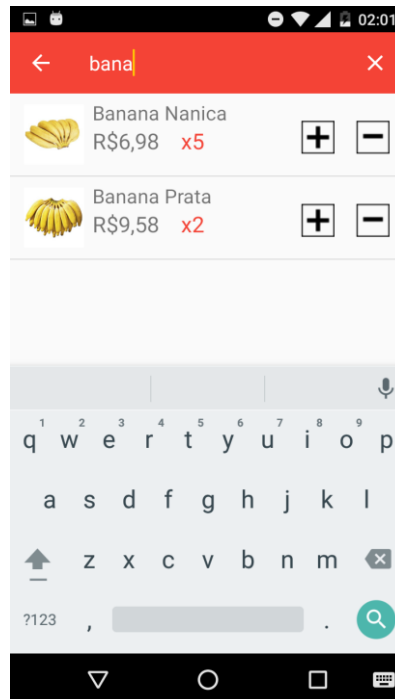 02:01
bana
Banana Nanica
R$6,98 x5
Banana Prata
R$9,58 x2
1 2 3 4 5 6 7 8 9
q w e r t y u i o p
a s d f g h j k l
z x c v b n m
?123 , .